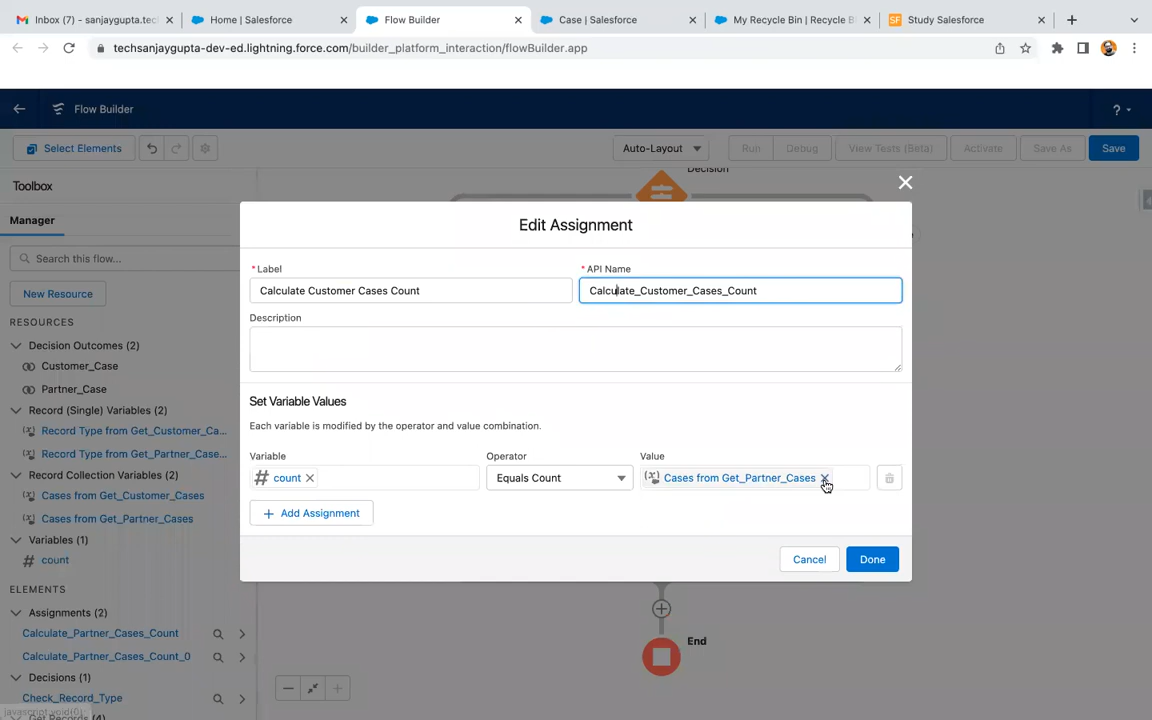 Inbox (7) - sanjaygupta.tec
Home | Salesforce
Flow Builder
Case | Salesforce
My Recycle Bin | Recycle B
Study Salesforce
techsanjaygupta-dev-ed.lightning.force.com/builder_platform_interaction/flowBuilder.app
Flow Builder
?
Select Elements
Auto-Layout
Run
Debug
View Tests (Beta)
Activate
Save As
Save
Toolbox
Decision
Manager
Search this flow...
New Resource
RESOURCES
Decision Outcomes (2)
Customer_Case
Partner_Case
Record (Single) Variables (2)
Record Type from Get_Customer_Ca...
Record Type from Get_Partner_Case...
Record Collection Variables (2)
Cases from Get_Customer_Cases
Cases from Get_Partner_Cases
Variables (1)
count
ELEMENTS
Assignments (2)
Calculate_Partner_Cases_Count
Calculate_Partner_Cases_Count_0
Decisions (1)
Check_Record_Type
Get Records (4)
javascript:void(0);
Edit Assignment
* Label
* API Name
Calculate Customer Cases Count
Calculate_Customer_Cases_Count
Description
Set Variable Values
Each variable is modified by the operator and value combination.
Variable
Operator
Value
count
Equals Count
Cases from Get_Partner_Cases
+ Add Assignment
Cancel
Done
End